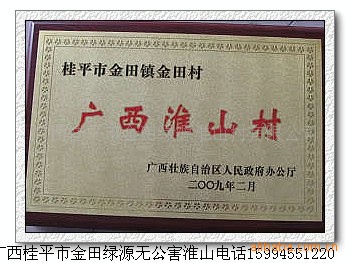 桂平市金田镇金田村
广西淮山村
广西壮族自治区人民政府办公厅
二〇〇九年二月
广西桂平市金田绿源无公害淮山电话15994551220